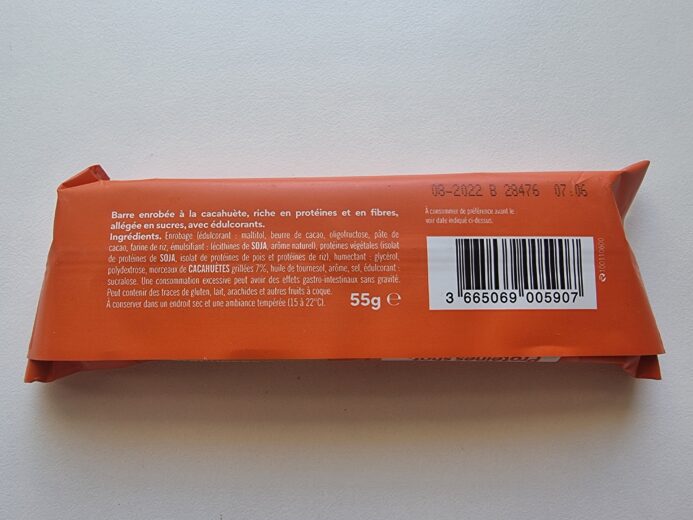 08-2022 B 28476 07:06
À consommer de préférence avant le
voir date indiqué ci-dessus.
Barre enrobée à la cacahuète, riche en protéines et en fibres,
allégée en sucres, avec édulcorants.
Ingrédients. Enrobage (édulcorant : maltitol, beurre de cacao, oligofructose, pâte de
cacao, farine de riz, émulsifiant : lécithines de SOJA, arôme naturel), protéines végétales (isolat
de protéines de SOJA, isolat de protéines de pois et protéines de riz), humectant : glycérol,
polydextrose, morceaux de CACAHUÈTES grillées 7%, huile de tournesol, arôme, sel, édulcorant :
sucralose. Une consommation excessive peut avoir des effets gastro-intestinaux sans gravité.
Peut contenir des traces de gluten, lait, arachides et autres fruits à coque.
À conserver dans un endroit sec et une ambiance tempérée (15 à 22°C).
55g e
3 665069 005907
Protéines